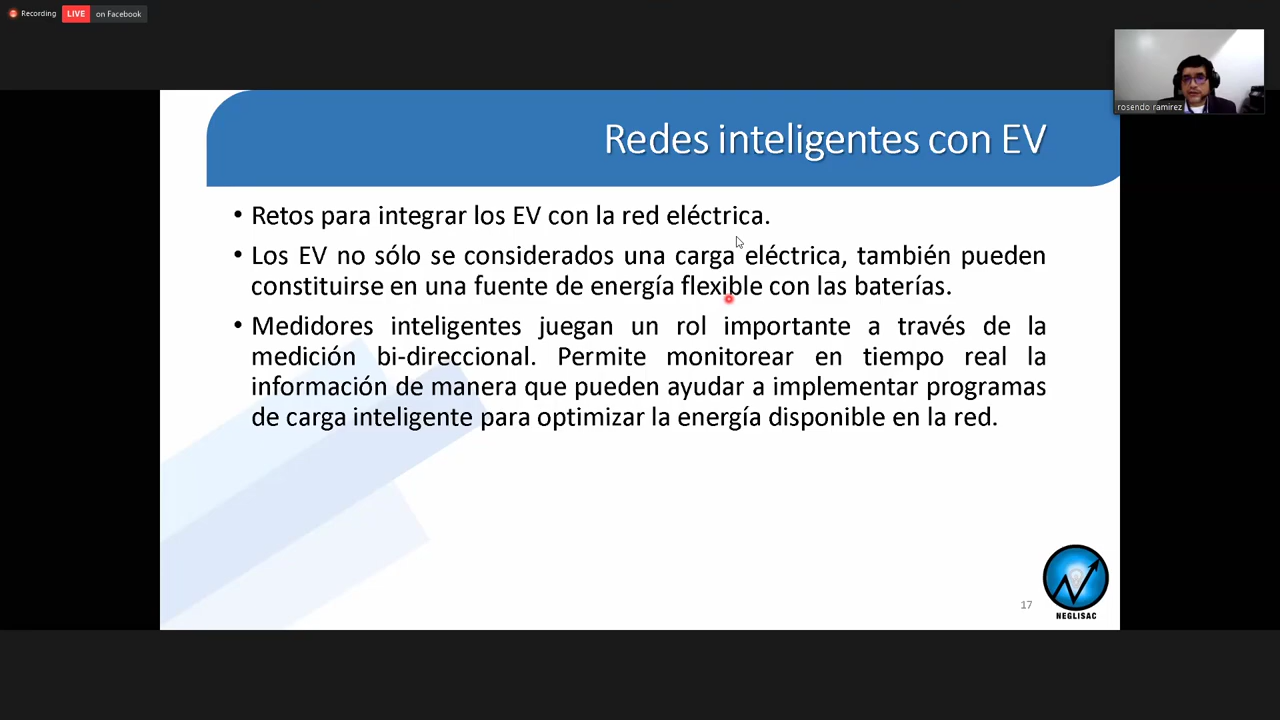 Recording LIVE on Facebook
rosendo ramirez
Redes inteligentes con EV
• Retos para integrar los EV con la red eléctrica.
• Los EV no sólo se considerados una carga eléctrica, también pueden
constituirse en una fuente de energía flexible con las baterías.
• Medidores inteligentes juegan un rol importante a través de la
medición bi-direccional. Permite monitorear en tiempo real la
información de manera que pueden ayudar a implementar programas
de carga inteligente para optimizar la energía disponible en la red.
17
NEGLISAC